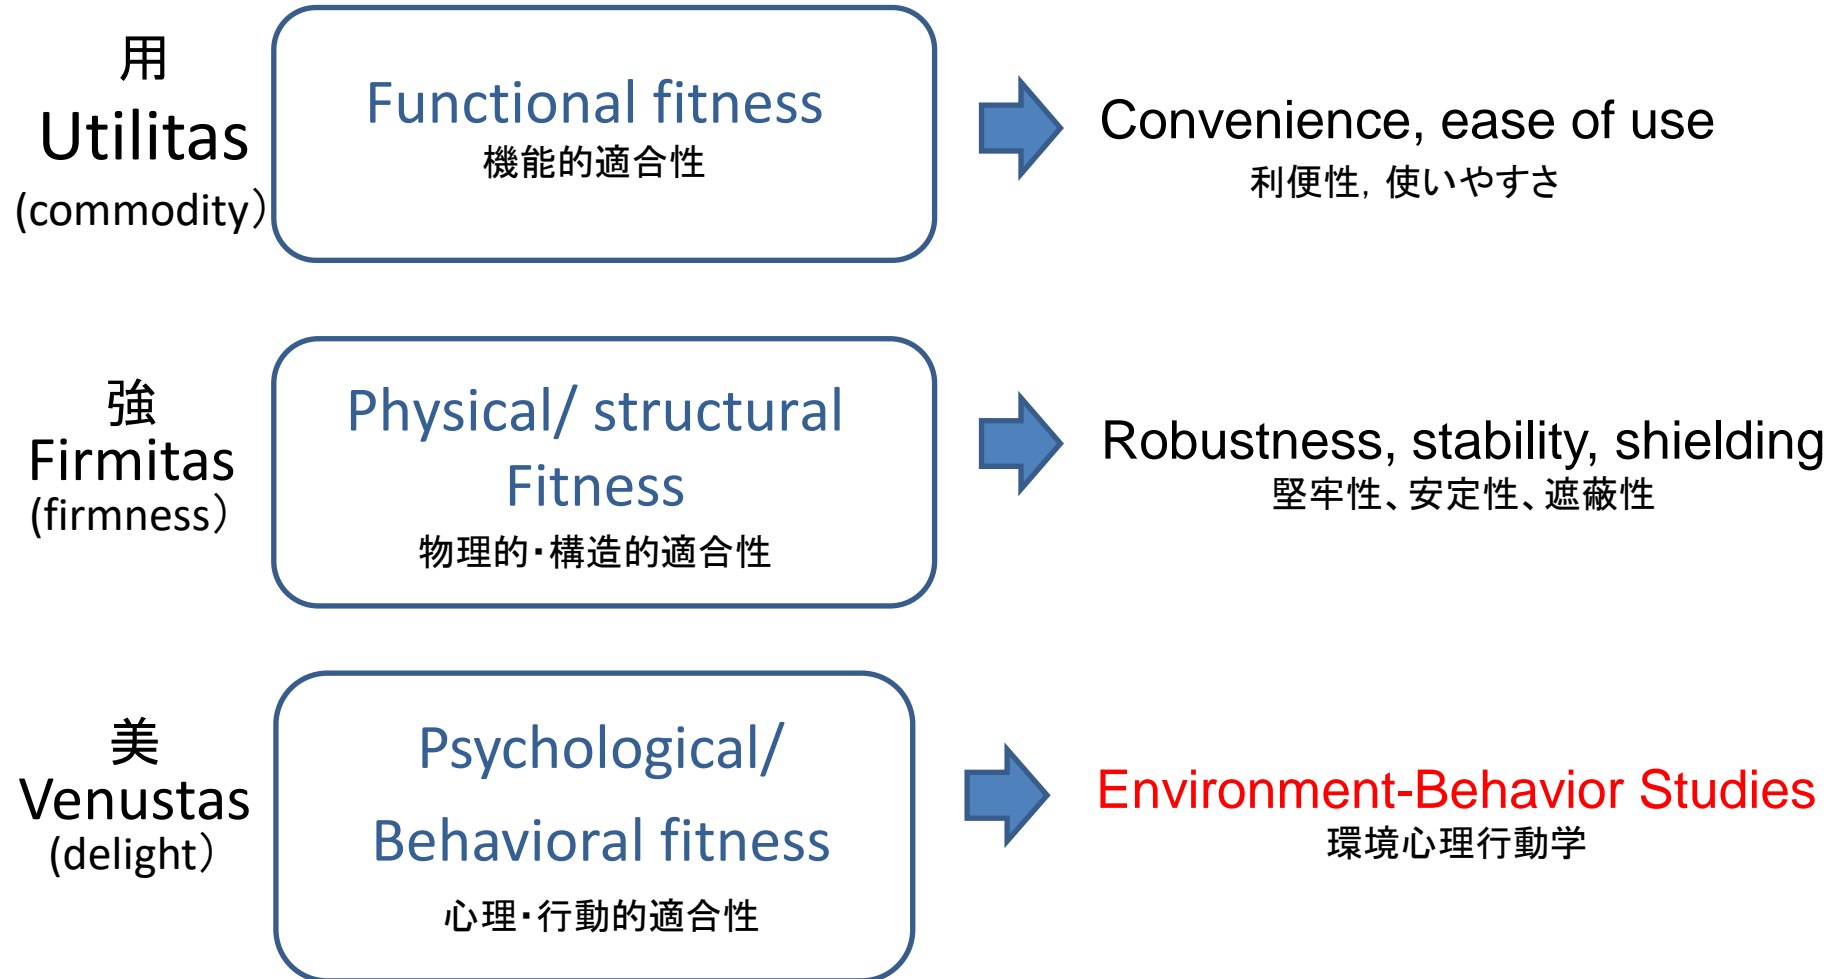 用
Utilitas
(commodity）
Functional fitness
機能的適合性
Convenience, ease of use
利便性，使いやすさ
強
Firmitas
(firmness）
Physical/ structural
Fitness
物理的・構造的適合性
Robustness, stability, shielding
堅牢性、安定性、遮蔽性
美
Venustas
(delight）
Psychological/
Behavioral fitness
心理・行動的適合性
Environment-Behavior Studies
環境心理行動学